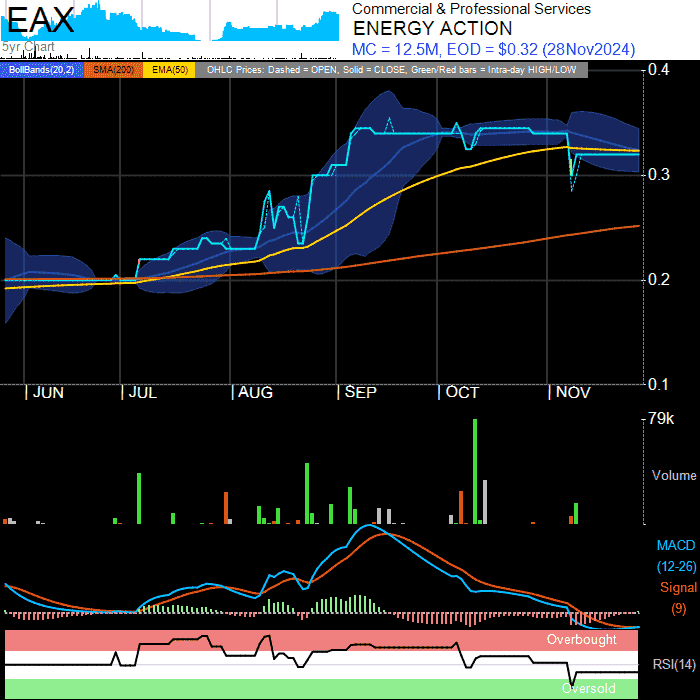 EAX
Commercial & Professional Services
ENERGY ACTION
MC = 12.5M, EOD = $0.32 (28Nov2024)
5yr Chart
BollBands(20,2) SMA(200) EMA(50) OHLC Prices: Dashed = OPEN, Solid = CLOSE, Green/Red bars = Intra-day HIGH/LOW
0.4
0.3
0.2
0.1
JUN JUL AUG SEP OCT NOV
79k
Volume
MACD
(12-26)
Signal
(9)
Overbought
RSI(14)
Oversold